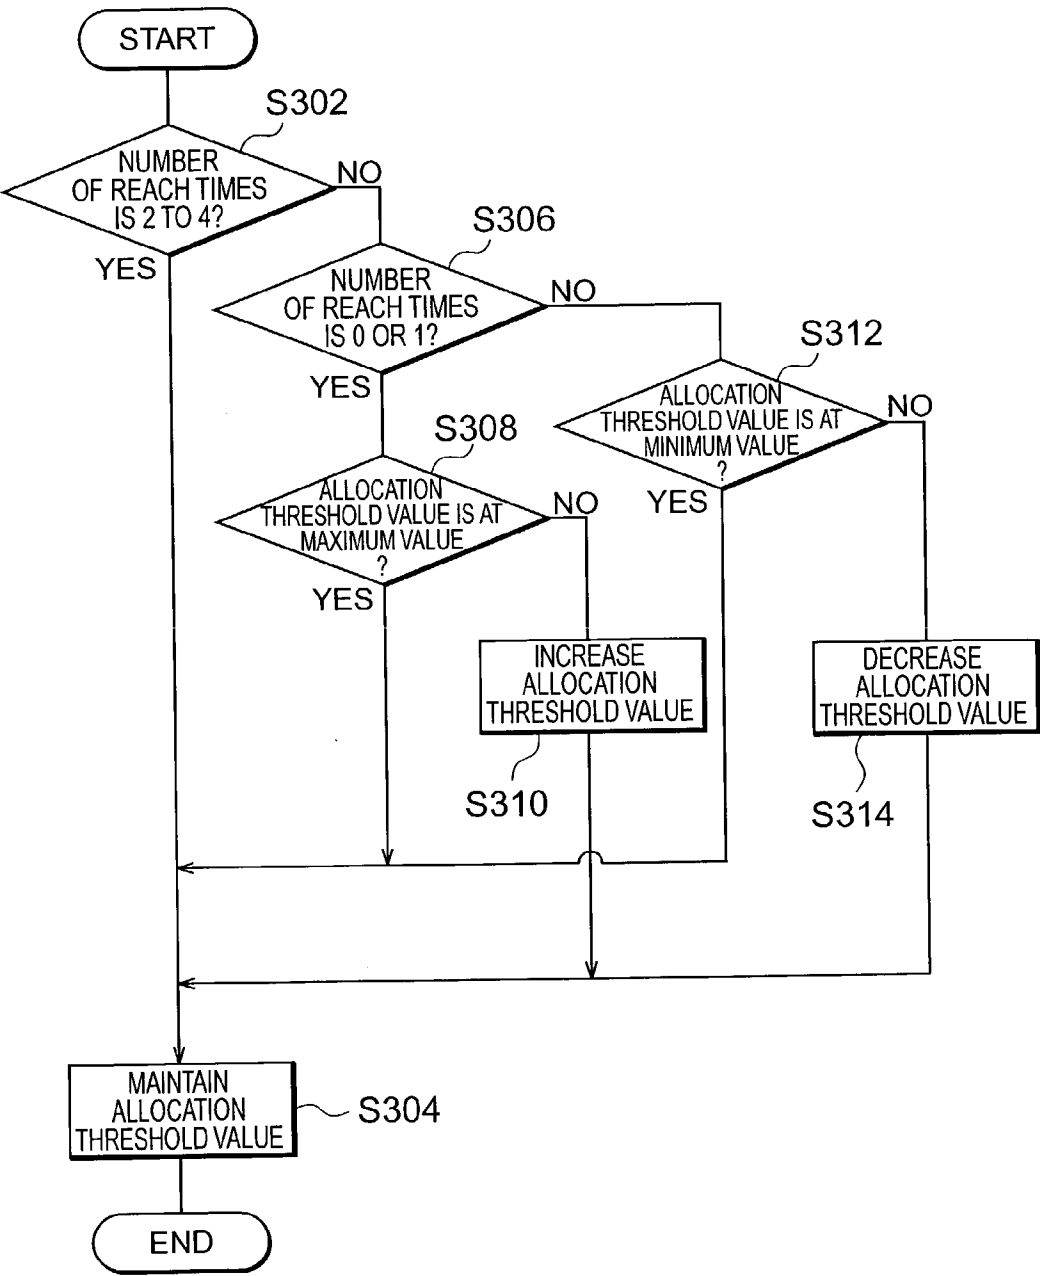 START
S302
NUMBER
OF REACH TIMES
IS 2 TO 4?
NO
YES
S306
NUMBER
OF REACH TIMES
IS 0 OR 1?
NO
YES
S312
ALLOCATION
THRESHOLD VALUE IS AT
MINIMUM VALUE
?
NO
YES
S308
ALLOCATION
THRESHOLD VALUE IS AT
MAXIMUM VALUE
?
NO
YES
INCREASE
ALLOCATION
THRESHOLD VALUE
S310
DECREASE
ALLOCATION
THRESHOLD VALUE
S314
MAINTAIN
ALLOCATION
THRESHOLD VALUE
S304
END